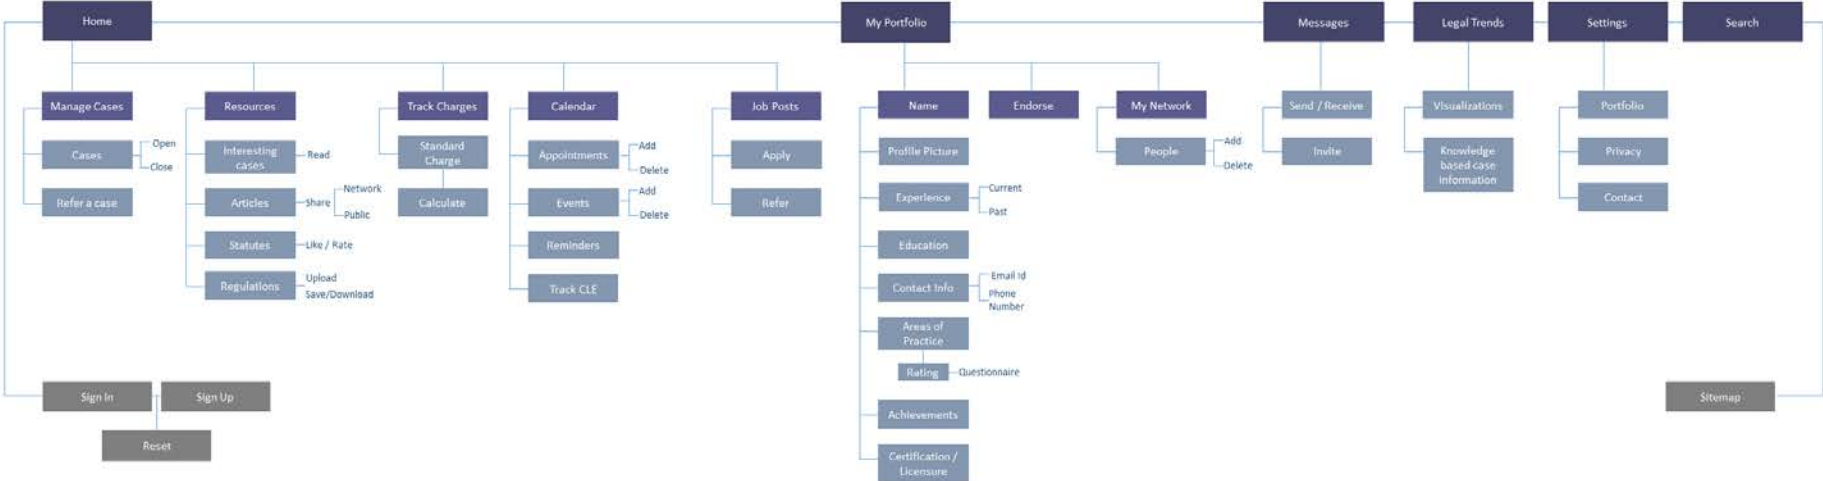 Home
My Portfolio
Messages
Legal Trends
Settings
Search
Manage Cases
Cases
Open
Close
Refer a case
Resources
Interesting
cases
Read
Articles
Share
Network
Public
Statutes
Like / Rate
Regulations
Upload
Save/Download
Track Charges
Standard
Charge
Calculate
Calendar
Appointments
Add
Delete
Events
Add
Delete
Reminders
Track CLE
Job Posts
Apply
Refer
Name
Profile Picture
Experience
Current
Past
Education
Contact Info
Email Id
Phone
Number
Areas of
Practice
Rating
Questionnaire
Achievements
Certification /
Licensure
Endorse
My Network
People
Add
Delete
Send / Receive
Invite
Visualizations
Knowledge
based case
information
Portfolio
Privacy
Contact
Sign In
Sign Up
Reset
Sitemap